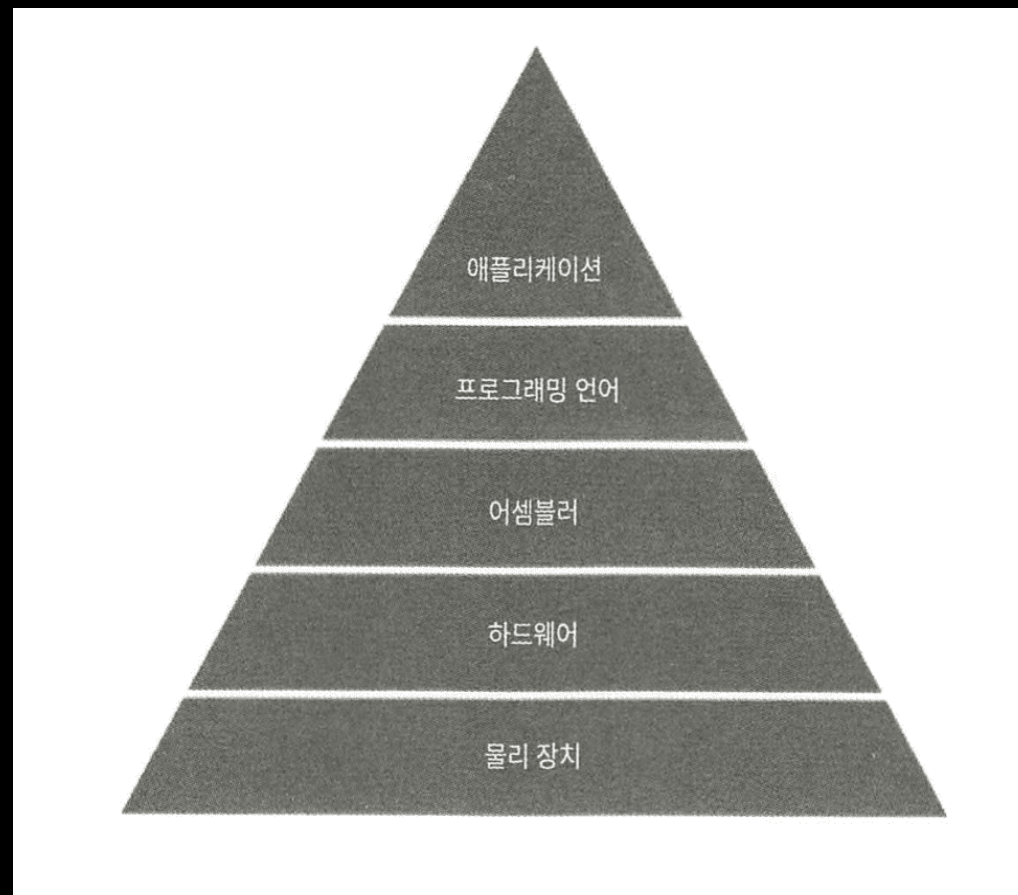 애플리케이션
프로그래밍 언어
어셈블러
하드웨어
물리 장치